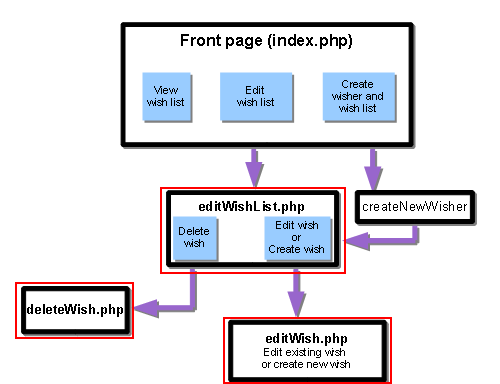 Front page (index.php)
View
wish list
Edit
wish list
Create
wisher and
wish list
editWishList.php
Delete
wish
Edit wish
or
Create wish
createNewWisher
deleteWish.php
editWish.php
Edit existing wish
or create new wish